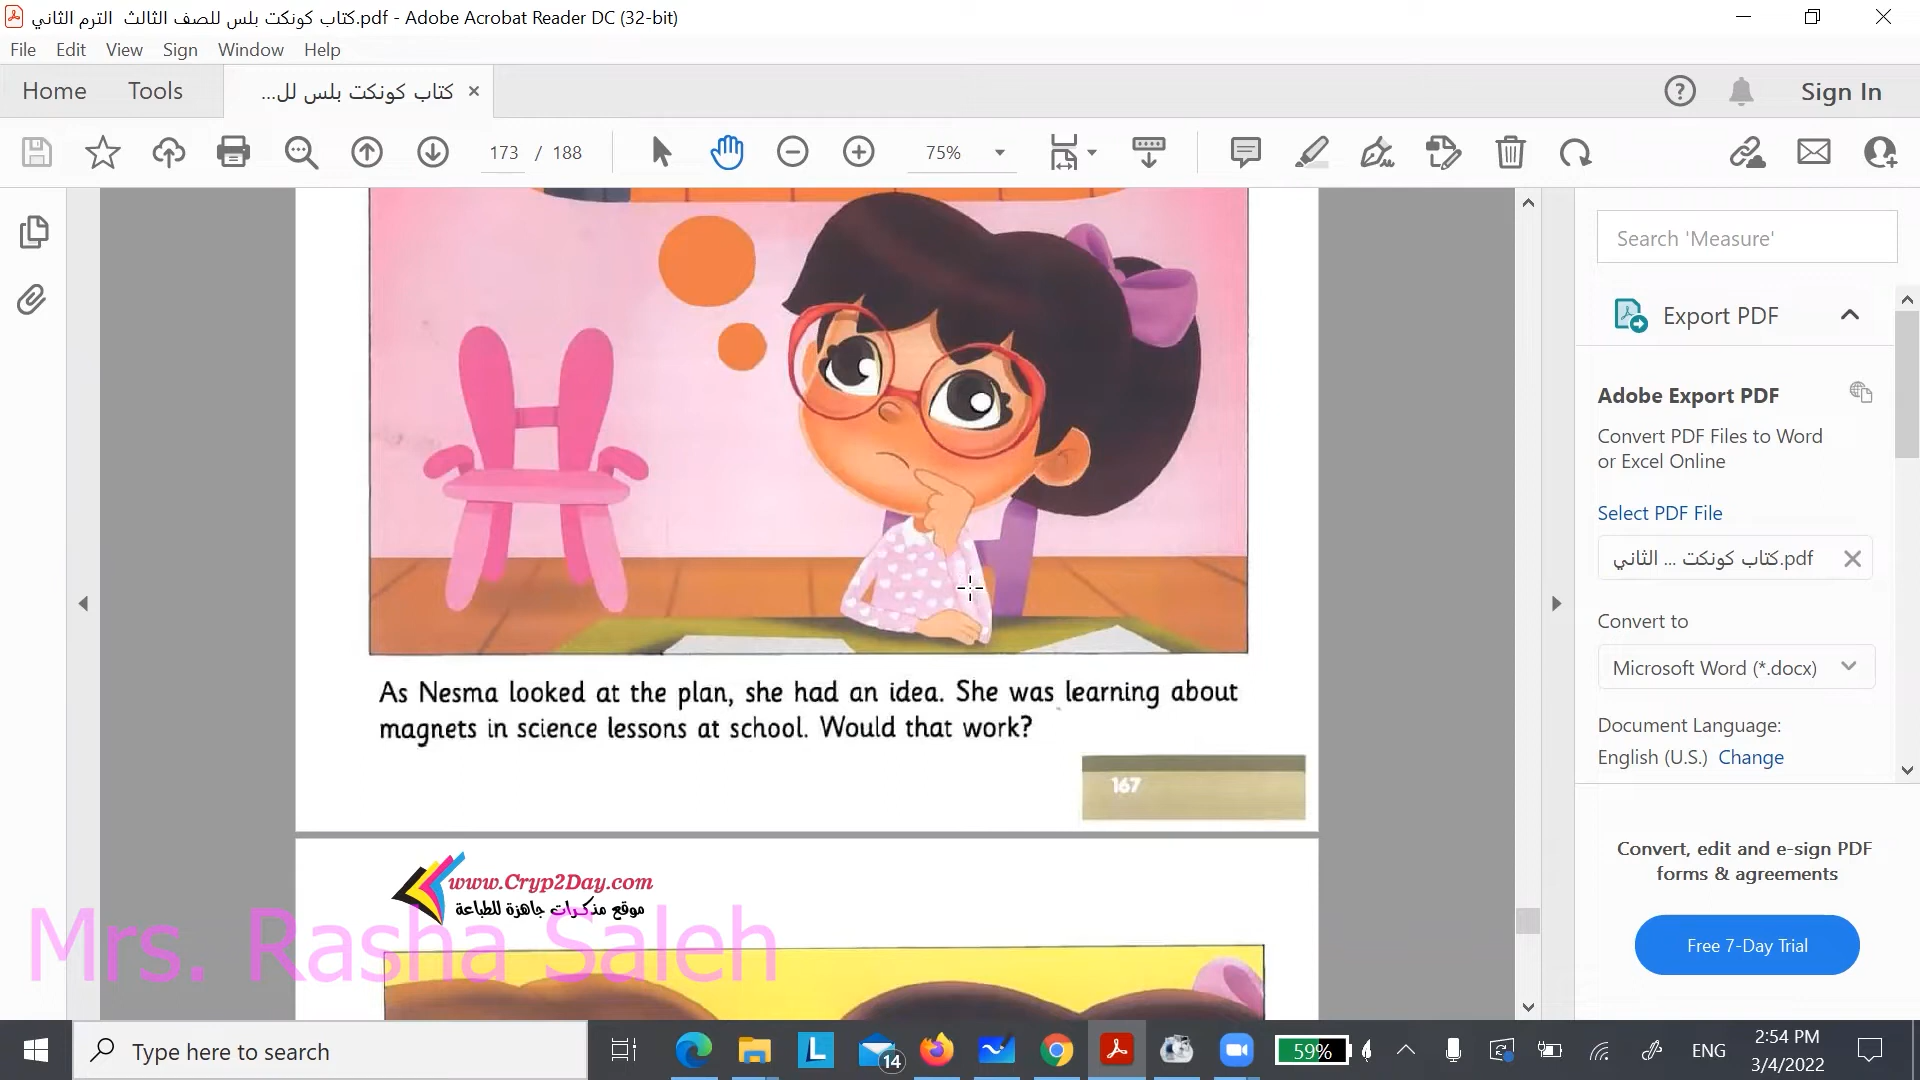 كتاب كونكت بلس للصف الثالث الترم الثاني.pdf - Adobe Acrobat Reader DC (32-bit)
File Edit View Sign Window Help
Home Tools كتاب كونكت بلس لل... × Sign In
173 / 188 75%
Search 'Measure'
Export PDF
Adobe Export PDF
Convert PDF Files to Word
or Excel Online
Select PDF File
كتاب كونكت ... الثاني.pdf
Convert to
Microsoft Word (*.docx)
Document Language:
English (U.S.) Change
Convert, edit and e-sign PDF
forms & agreements
Free 7-Day Trial
As Nesma looked at the plan, she had an idea. She was learning about
magnets in science lessons at school. Would that work?
167
www.Cryp2Day.com
موقع مذكرات جاهزة للطباعة
Mrs. Rasha Saleh
Type here to search
14
59%
ENG
2:54 PM
3/4/2022